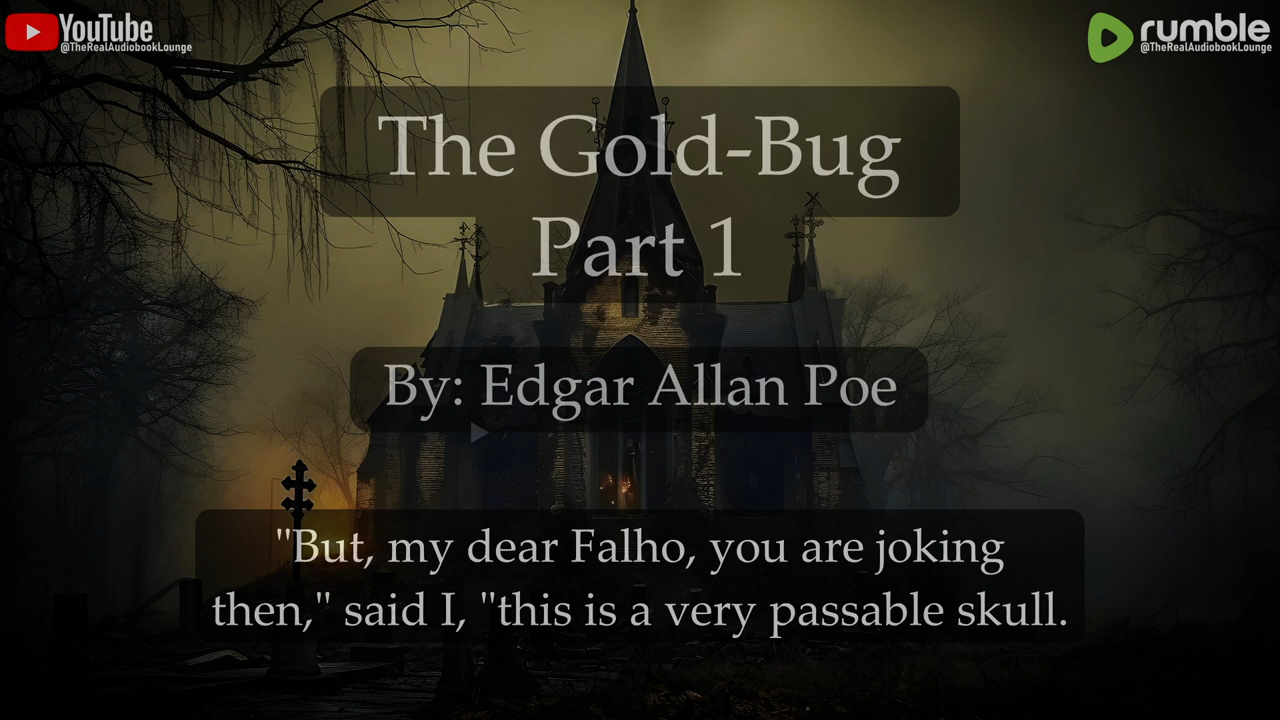 YouTube
@TheRealAudiobookLounge
rumble
@TheRealAudiobookLounge
The Gold-Bug
Part 1
By: Edgar Allan Poe
"But, my dear Falho, you are joking
then," said I, "this is a very passable skull.